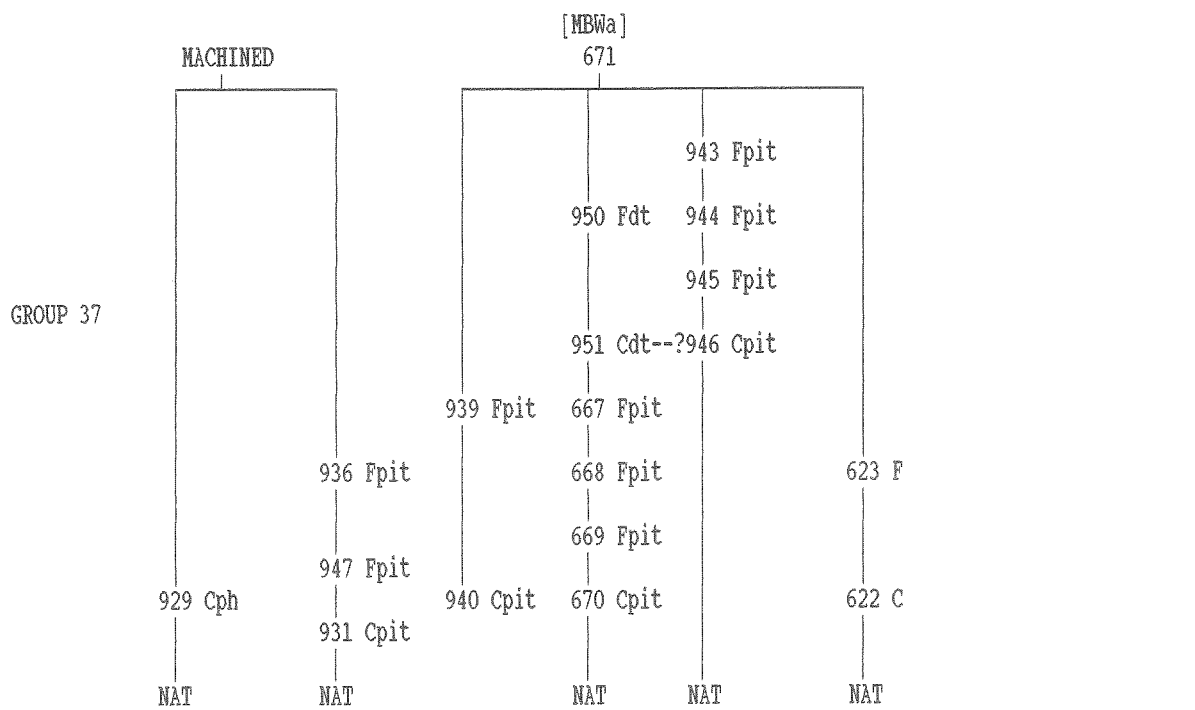 [MBWa]
MACHINED 671
943 Fpit
950 Fdt 944 Fpit
945 Fpit
GROUP 37
951 Cdt--?946 Cpit
939 Fpit 667 Fpit
936 Fpit 668 Fpit 623 F
669 Fpit
947 Fpit
929 Cph 940 Cpit 670 Cpit 622 C
931 Cpit
NAT NAT NAT NAT NAT